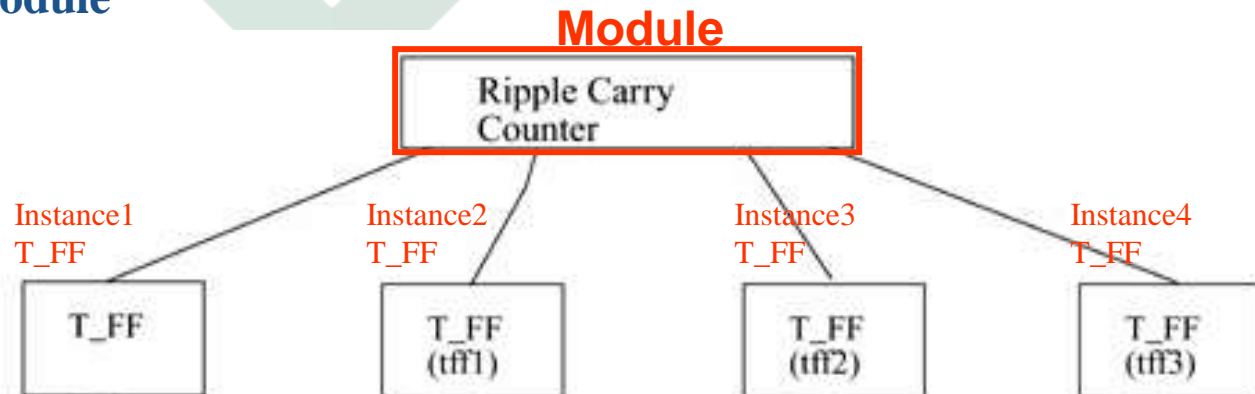 Module
Ripple Carry
Counter
Instance1
T_FF
Instance2
T_FF
Instance3
T_FF
Instance4
T_FF
T_FF
T_FF
(tff1)
T_FF
(tff2)
T_FF
(tff3)